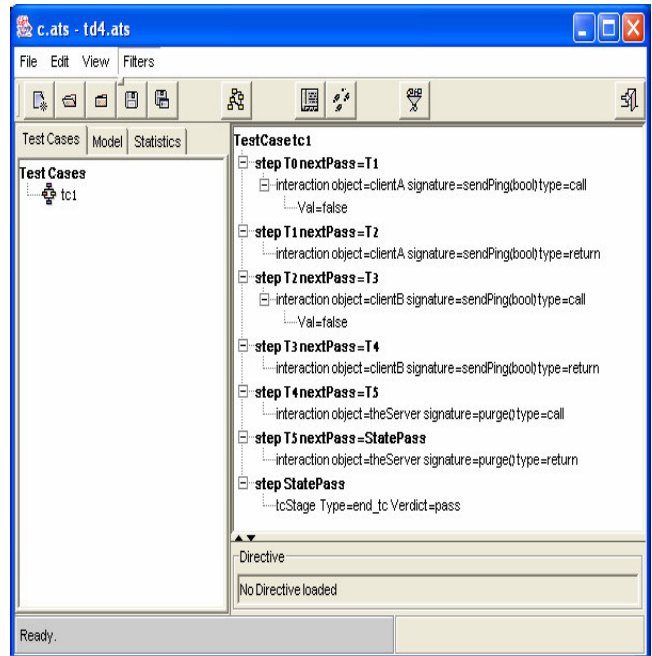 c.ats - td4.ats
File Edit View Filters
Test Cases Model Statistics
Test Cases
tc1
TestCase tc1
step T0 nextPass=T1
interaction object=clientA signature=sendPing(bool) type=call
Val=false
step T1 nextPass=T2
interaction object=clientA signature=sendPing(bool) type=return
step T2 nextPass=T3
interaction object=clientB signature=sendPing(bool) type=call
Val=false
step T3 nextPass=T4
interaction object=clientB signature=sendPing(bool) type=return
step T4 nextPass=T5
interaction object=theServer signature=purge() type=call
step T5 nextPass=StatePass
interaction object=theServer signature=purge() type=return
step StatePass
tcStage Type=end_tc Verdict=pass
Directive
No Directive loaded
Ready.